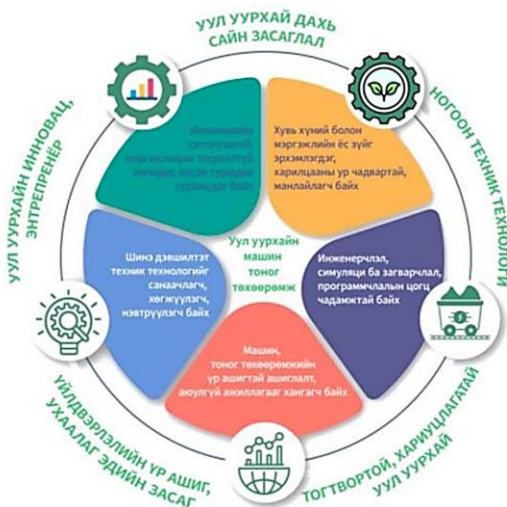 УУЛ УУРХАЙ ДАХЬ
САЙН ЗАСАГЛАЛ
НОГООН ТЕХНИК ТЕХНОЛОГИ
ТОГТВОРТОЙ, ХАРИУЦЛАГАТАЙ
УУЛ УУРХАЙ
ҮЙЛДВЭРЛЭЛИЙН ҮР АШИГ,
УХААЛАГ ЭДИЙН ЗАСАГ
УУЛ УУРХАЙН ИННОВАЦ,
ЭНТРЕПРЕНЁР
Инженерийн
байх
Хувь хүний болон
мэргэжлийн ёс зүйг
эрхэмлэгдэг,
харилцааны ур чадвартай,
манлайлагч байх
Шинэ дэвшилтэт
техник технологийг
санаачлагч,
хөгжүүлэгч,
нэвтрүүлэгч байх
Уул уурхайн
машин
тоног
төхөөрөмж
Инженерчлэл,
симуляци ба загварчлал,
программчлалын цогц
чадамжтай байх
Машин,
тоног төхөөрөмжийн
үр ашигтай ашиглалт,
аюулгүй ажиллагааг хангагч байх